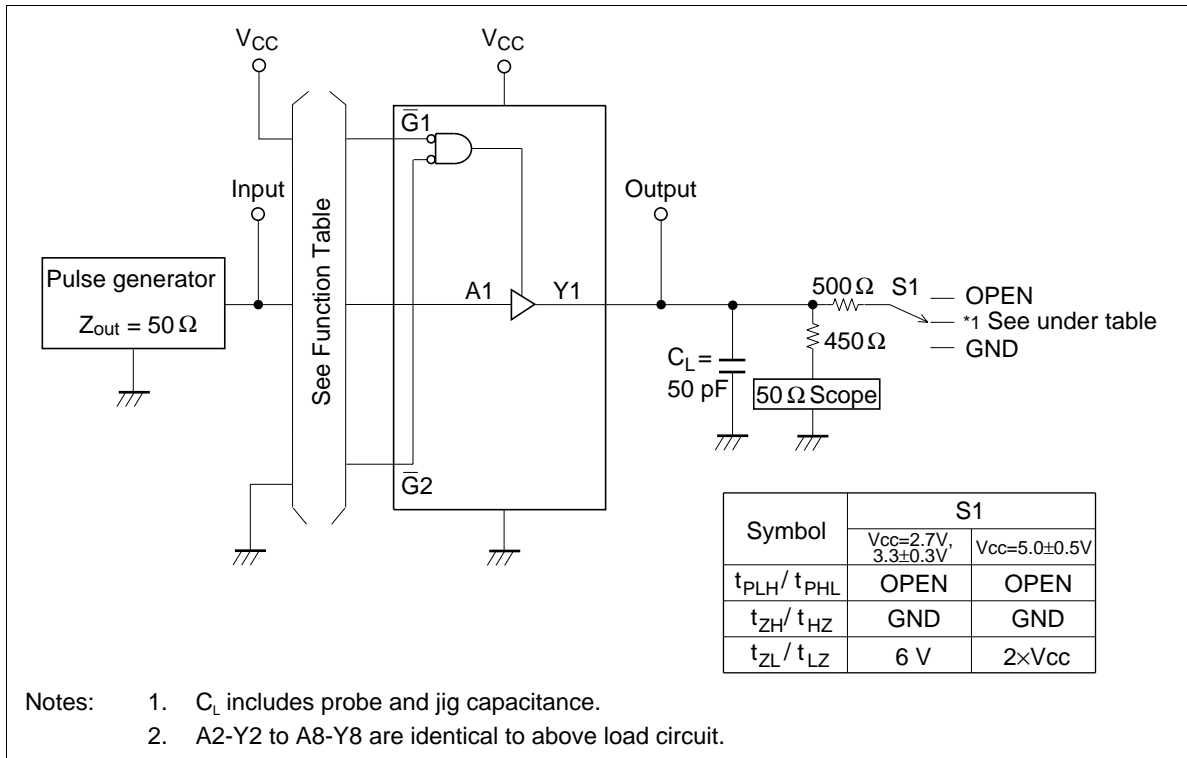 VCC
VCC
G̅1
Input
Output
See Function Table
Pulse generator
Zout = 50 Ω
A1
Y1
500 Ω
S1
OPEN
*1 See under table
GND
450 Ω
CL =
50 pF
50 Ω Scope
G̅2
Symbol
S1
Vcc=2.7V,
3.3±0.3V
Vcc=5.0±0.5V
tPLH/ tPHL
OPEN
OPEN
tZH/ tHZ
GND
GND
tZL/ tLZ
6 V
2×Vcc
Notes: 1. CL includes probe and jig capacitance.
2. A2-Y2 to A8-Y8 are identical to above load circuit.